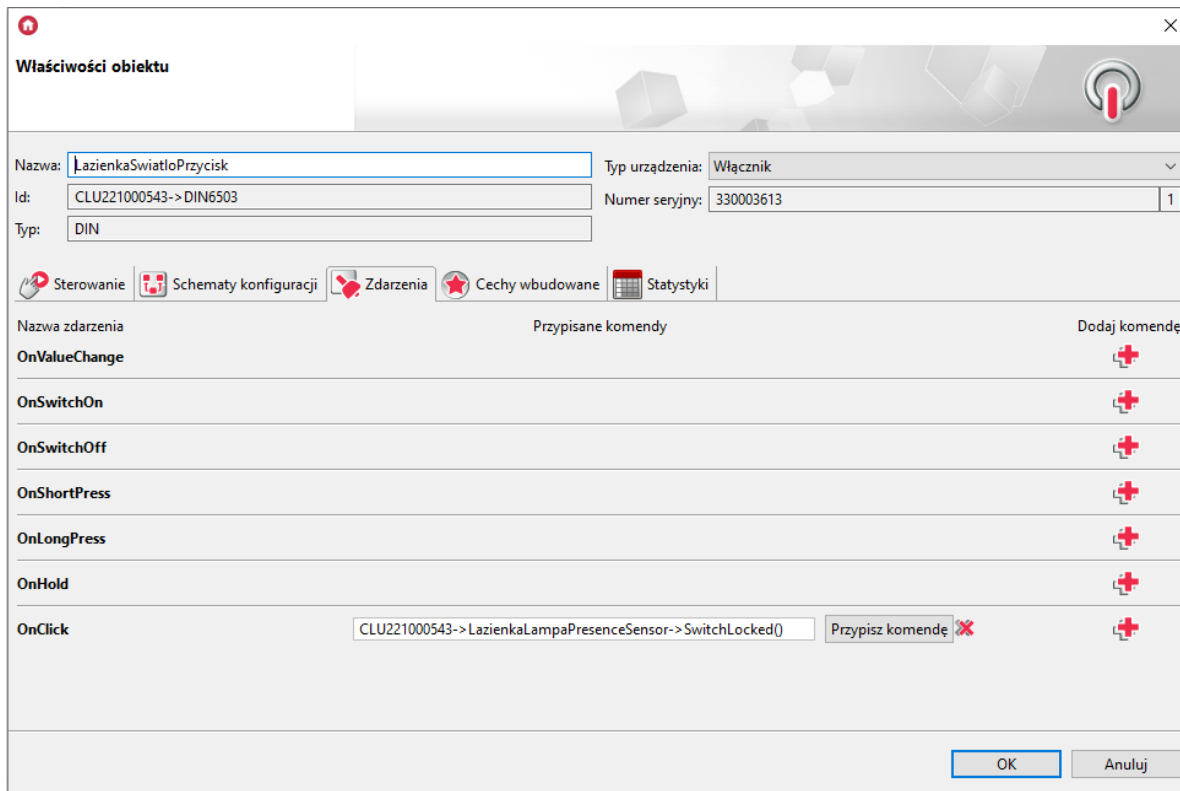 Właściwości obiektu
Nazwa: LazienkaSwiatloPrzycisk Typ urządzenia: Włącznik
Id: CLU221000543->DIN6503 Numer seryjny: 330003613 1
Typ: DIN
Sterowanie Schematy konfiguracji Zdarzenia Cechy wbudowane Statystyki
Nazwa zdarzenia Przypisane komendy Dodaj komendę
OnValueChange
OnSwitchOn
OnSwitchOff
OnShortPress
OnLongPress
OnHold
OnClick CLU221000543->LazienkaLampaPresenceSensor->SwitchLocked() Przypisz komendę
OK Anuluj